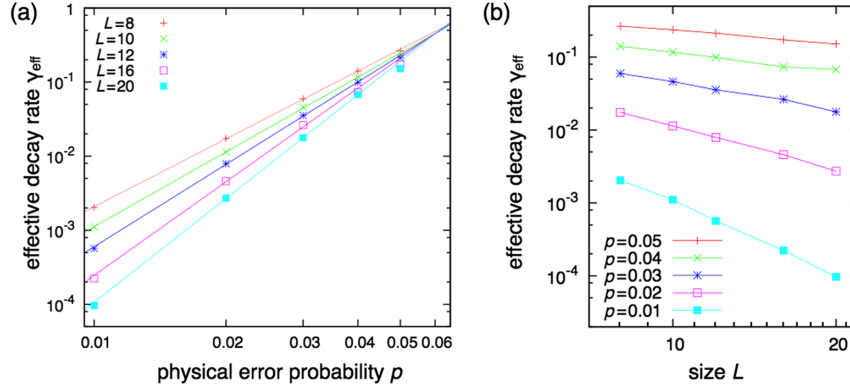 (a)
effective decay rate γeff
1
10-1
10-2
10-3
10-4
L=8
L=10
L=12
L=16
L=20
0.01
0.02
0.03
0.04
0.05
0.06
physical error probability p
(b)
effective decay rate γeff
10-1
10-2
10-3
10-4
p=0.05
p=0.04
p=0.03
p=0.02
p=0.01
10
20
size L